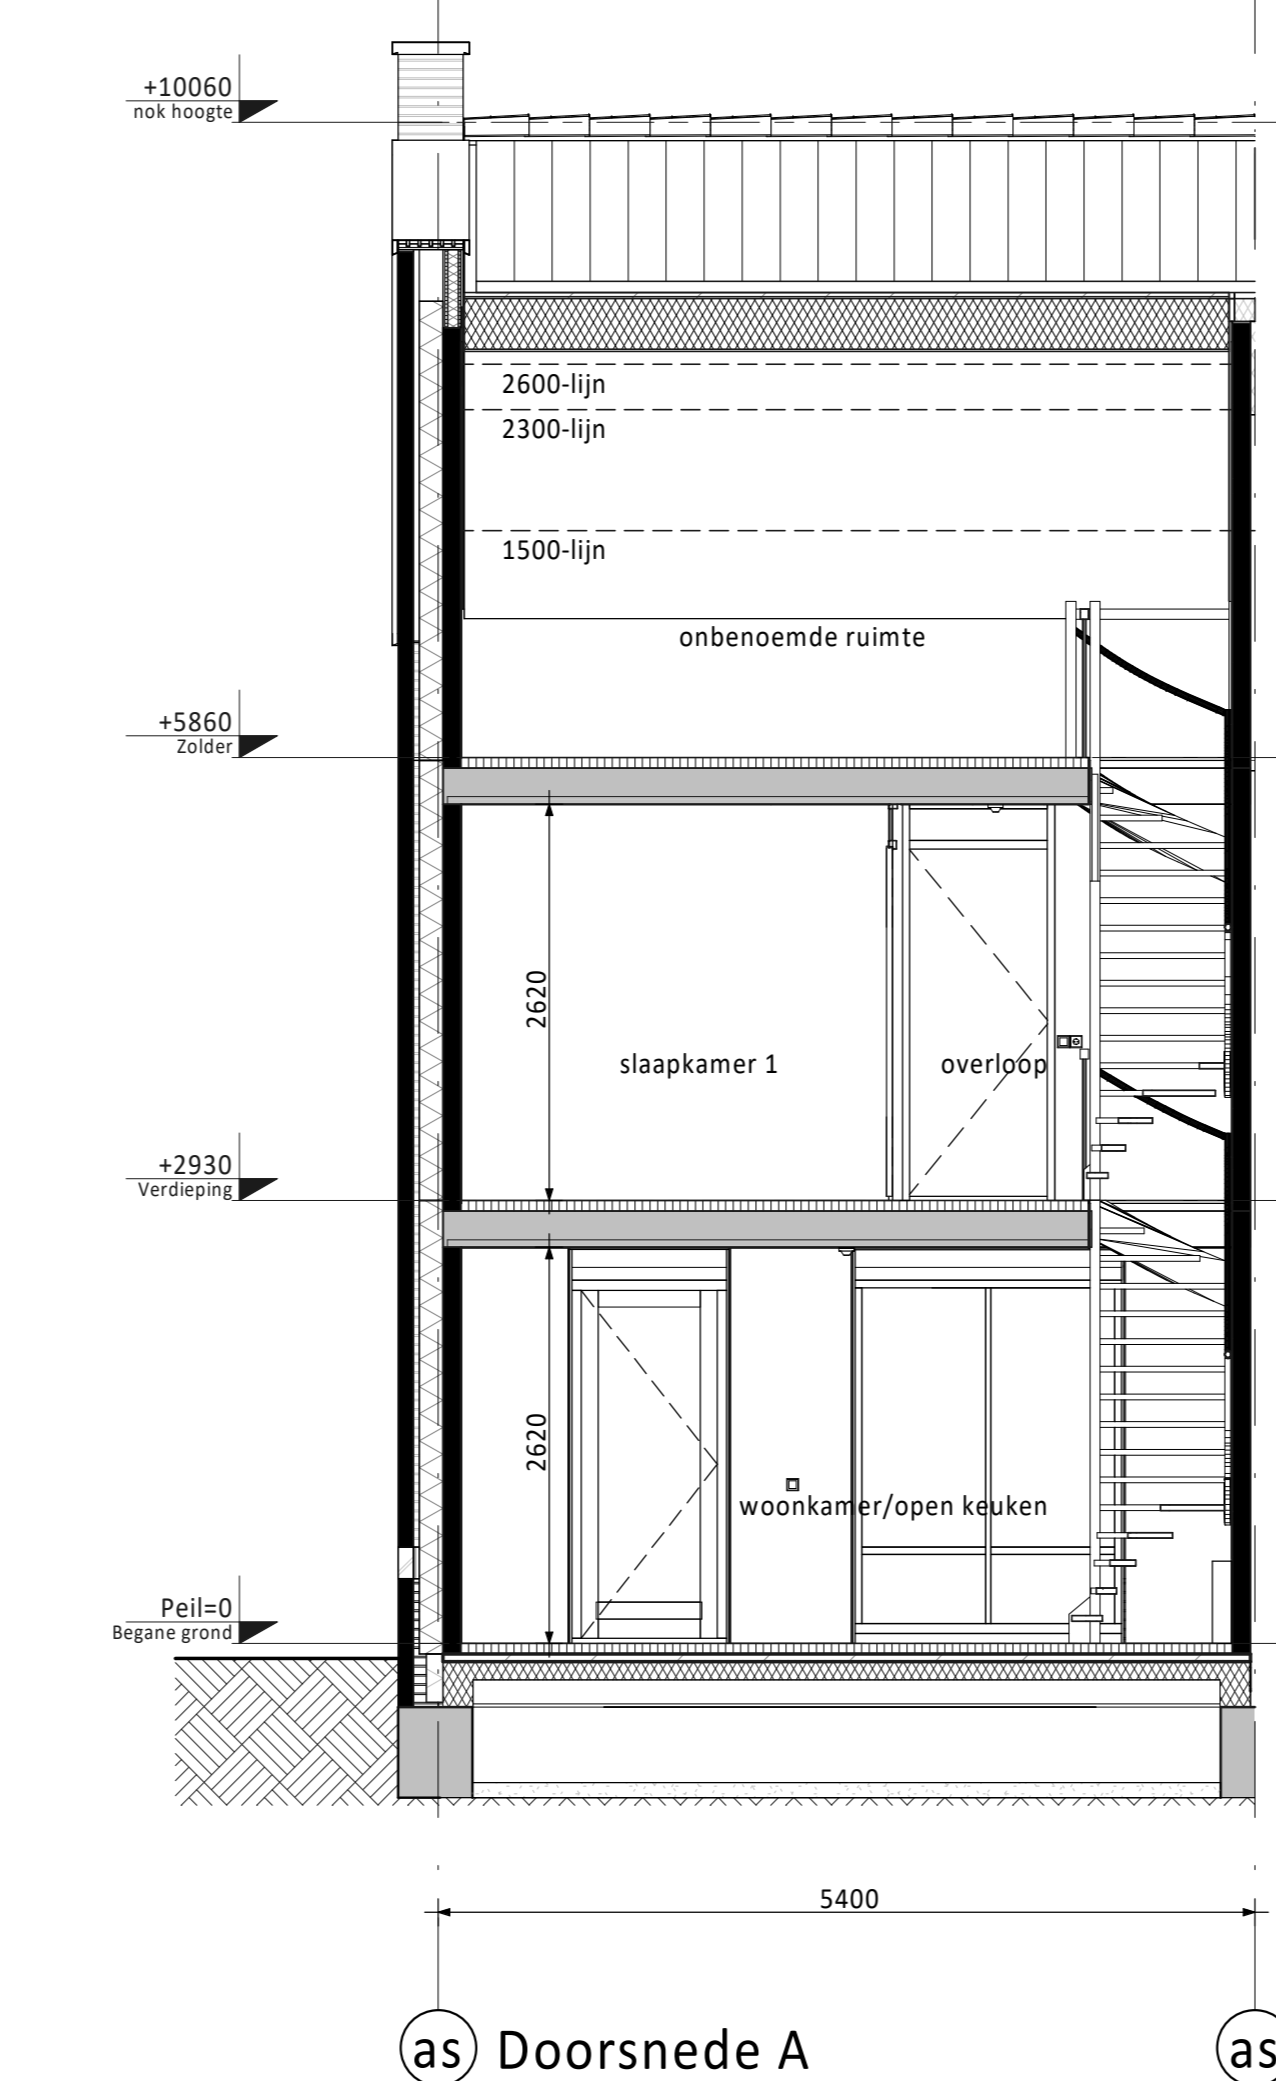 +10060
nok hoogte
2600-lijn
2300-lijn
1500-lijn
onbenoemde ruimte
+5860
Zolder
2620
slaapkamer 1
overloop
+2930
Verdieping
2620
woonkamer/open keuken
Peil=0
Begane grond
5400
as
Doorsnede A
as